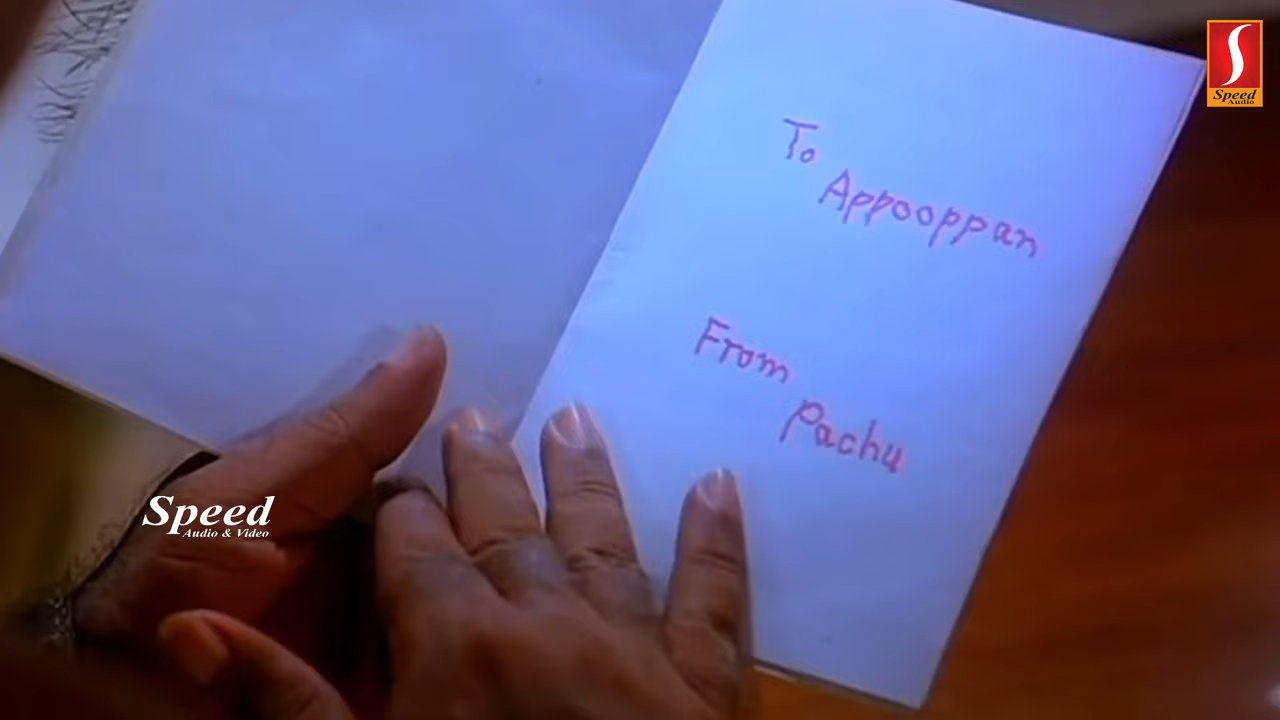 To
Appooppan
From
Pachu
S
Speed
Audio
Speed
Audio & Video